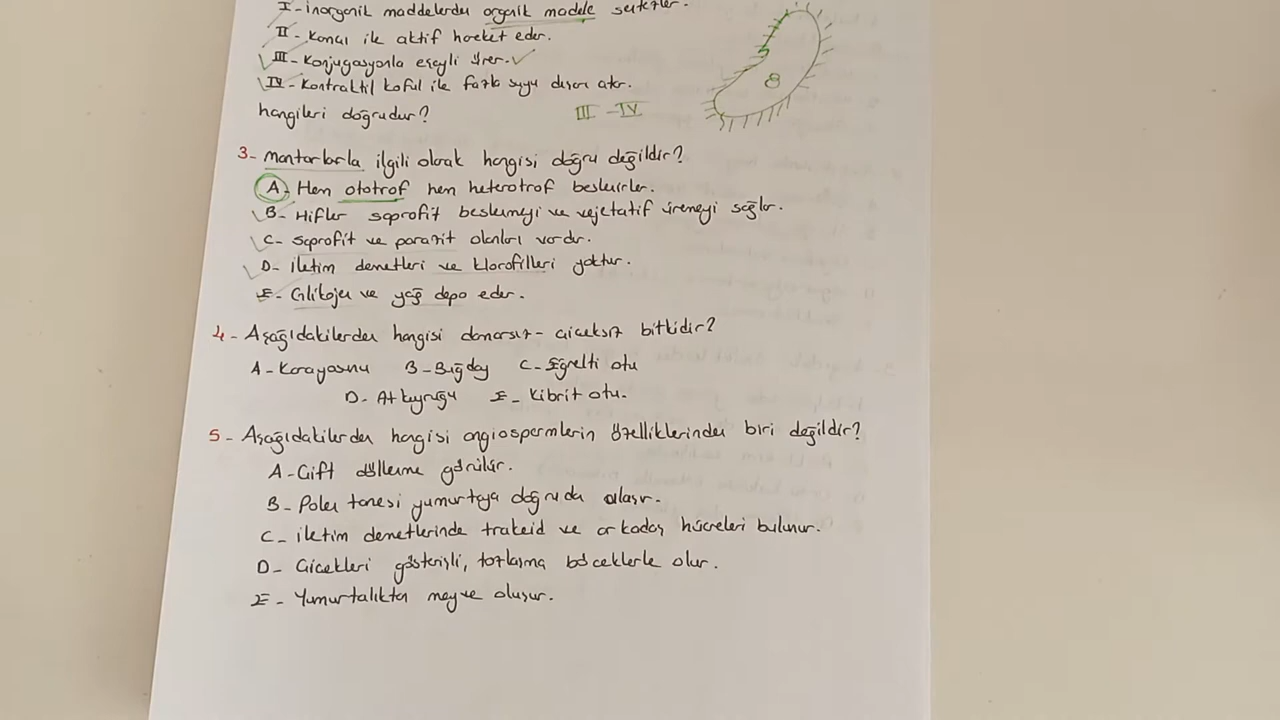 I- inorganik maddelerden organik madde sentezler.
II- Kamçı ile aktif hareket eder.
III- Konjugasyonla eşeyli ürer.
IV- Kontraktil koful ile fazla suyu dışarı atar.
hangileri doğrudur? III-IV
8
3- Mantarlarla ilgili olarak hangisi doğru değildir?
A- Hem ototrof hem heterotrof beslenirler.
B- Hifler saprofit beslenmeyi ve vejetatif üremeyi sağlar.
C- Saprofit ve parazit olanları vardır.
D- İletim demetleri ve klorofilleri yoktur.
E- Glikojen ve yağ depo eder.
4- Aşağıdakilerden hangisi damarsız-çiçeksiz bitkidir?
A- Karayosunu B- Buğday C- Eğrelti otu
D- At kuyruğu E- Kibrit otu.
5- Aşağıdakilerden hangisi angiospermlerin özelliklerinden biri değildir?
A- Çift döllenme görülür.
B- Polen tanesi yumurtaya doğrudan ulaşır.
C- İletim demetlerinde trakeid ve arkadaş hücreleri bulunur.
D- Çiçekleri gösterişli, tozlaşma böceklerle olur.
E- Yumurtalıktan meyve oluşur.